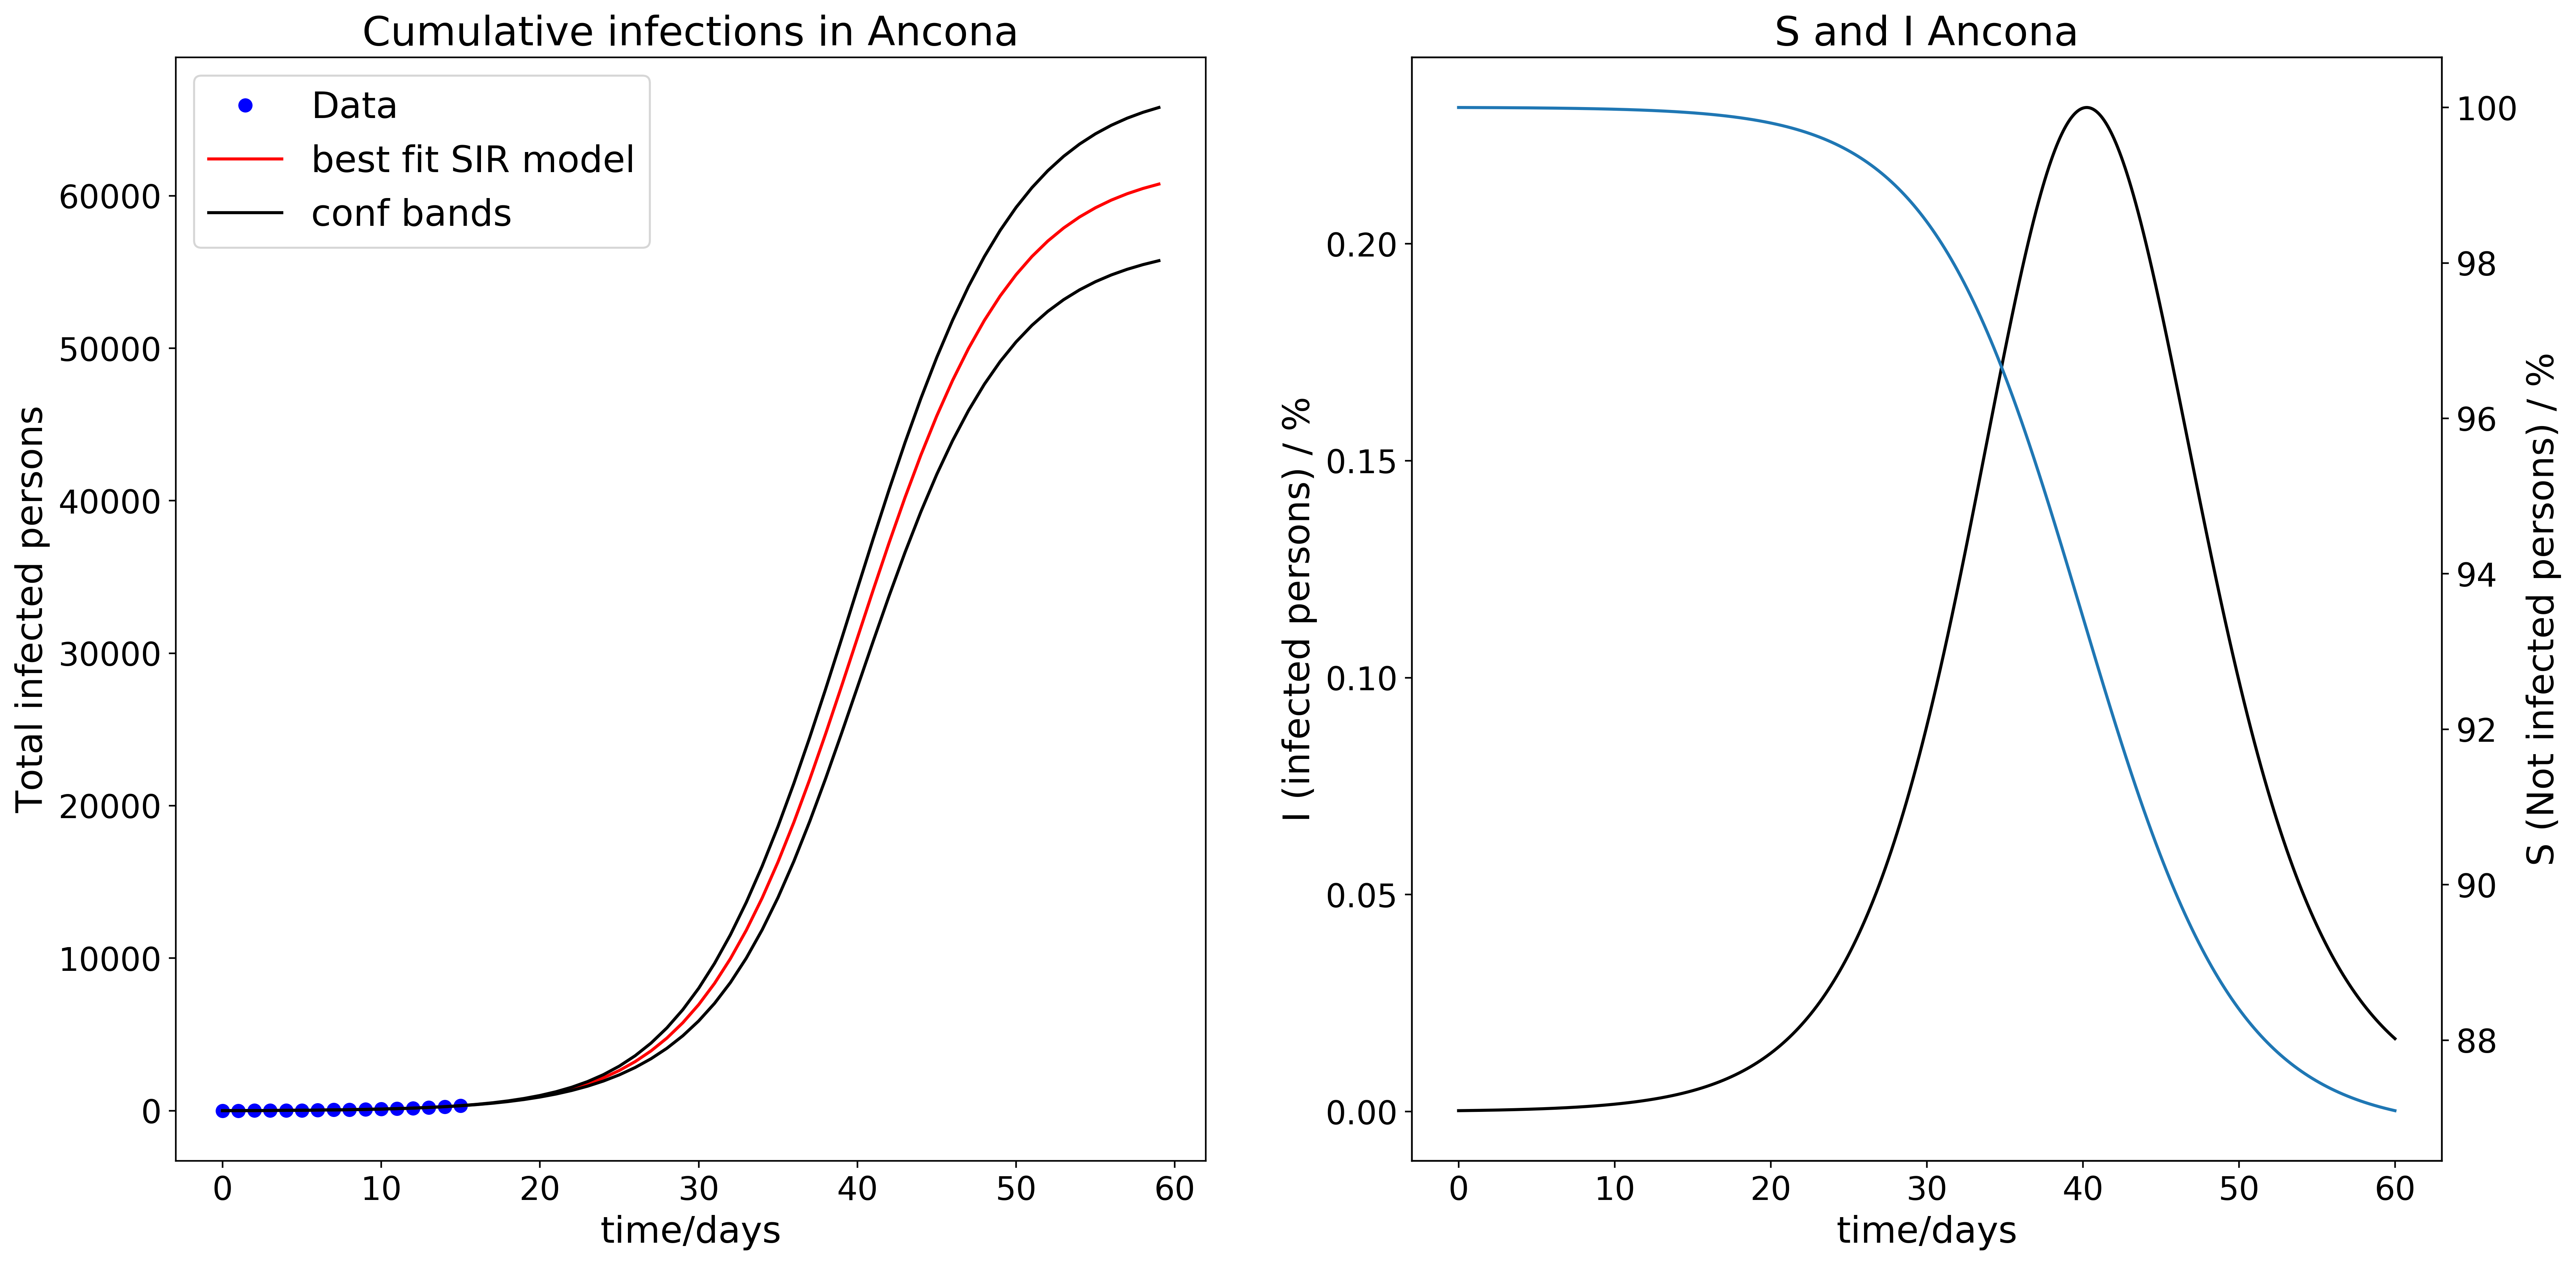 Cumulative infections in Ancona
Data
best fit SIR model
conf bands
Total infected persons
60000
50000
40000
30000
20000
10000
0
0 10 20 30 40 50 60
time/days
S and I Ancona
I (infected persons) / %
0.20
0.15
0.10
0.05
0.00
100
98
96
94
92
90
88
S (Not infected persons) / %
0 10 20 30 40 50 60
time/days